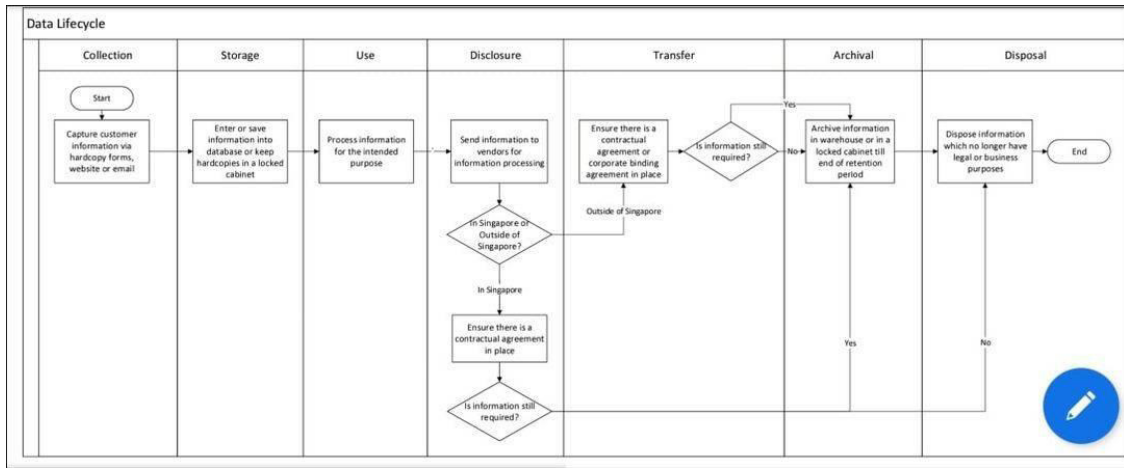 Data Lifecycle
Collection
Storage
Use
Disclosure
Transfer
Archival
Disposal
Start
Capture customer
information via
hardcopy forms,
website or email
Enter or save
information into
database or keep
hardcopies in a locked
cabinet
Process information
for the intended
purpose
Send information to
vendors for
information processing
In Singapore or
Outside of
Singapore?
In Singapore
Ensure there is a
contractual agreement
in place
Is information still
required?
Outside of Singapore
Ensure there is a
contractual
agreement or
corporate binding
agreement in place
Is information still
required?
Yes
No
Archive information
in warehouse or in a
locked cabinet till
end of retention
period
Yes
Dispose information
which no longer have
legal or business
purposes
No
End